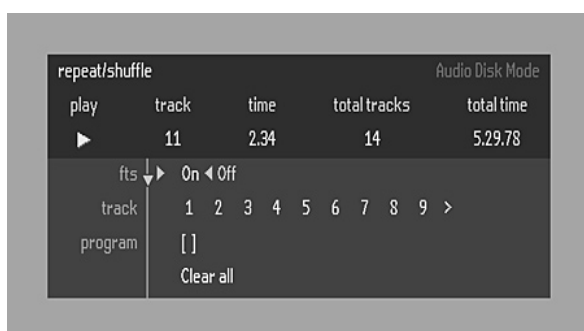 repeat/shuffle Audio Disk Mode
play track time total tracks total time
11 2.34 14 5.29.78
fts On Off
track 1 2 3 4 5 6 7 8 9 >
program [ ]
Clear all